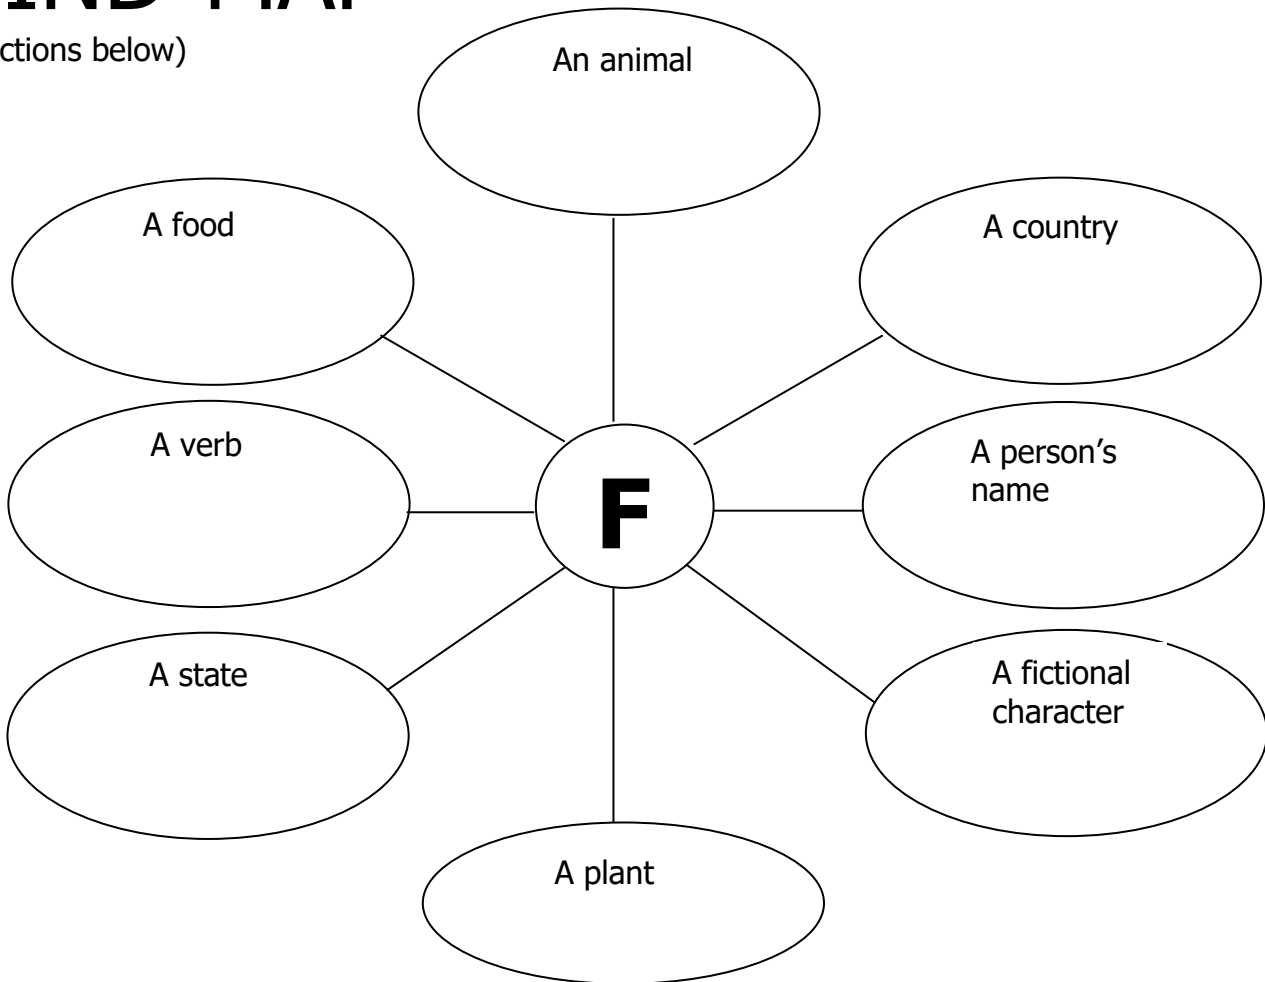 IND MAP
ctions below)
An animal
A food
A country
A verb
A person’s
name
F
A state
A fictional
character
A plant